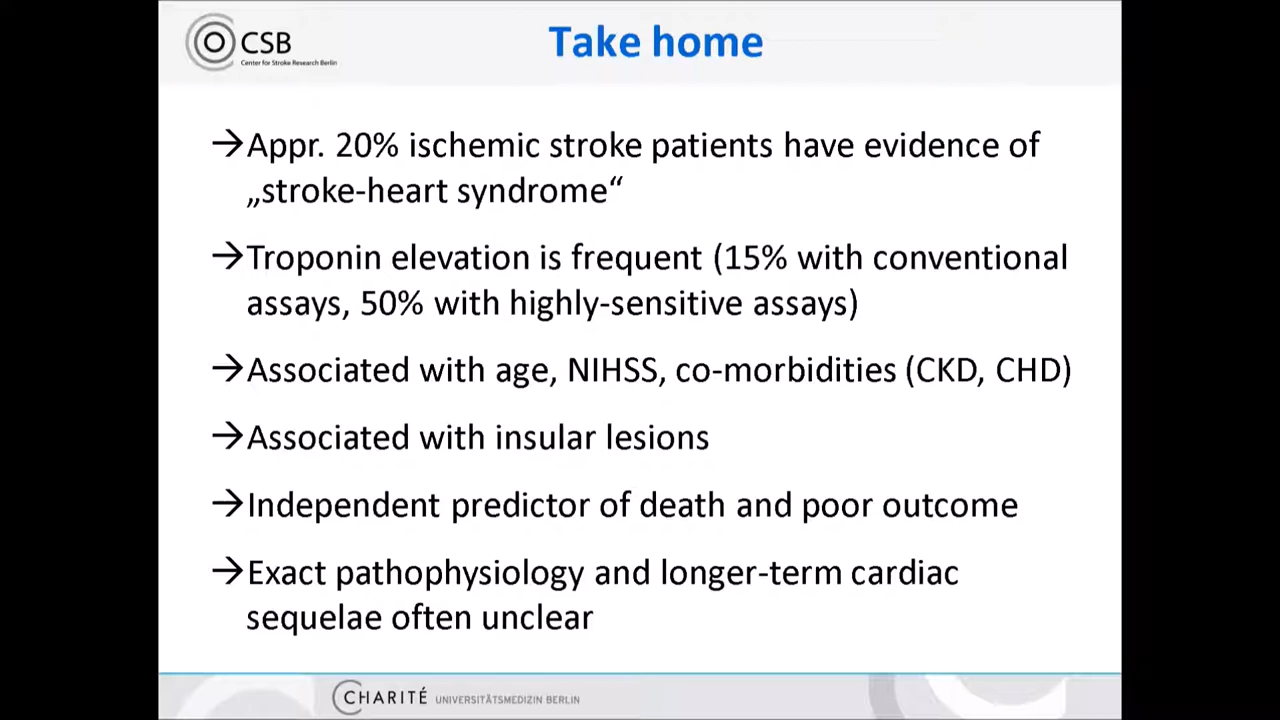 CSB
Center for Stroke Research Berlin
Take home
→Appr. 20% ischemic stroke patients have evidence of
„stroke-heart syndrome“
→Troponin elevation is frequent (15% with conventional
assays, 50% with highly-sensitive assays)
→Associated with age, NIHSS, co-morbidities (CKD, CHD)
→Associated with insular lesions
→Independent predictor of death and poor outcome
→Exact pathophysiology and longer-term cardiac
sequelae often unclear
CHARITÉ UNIVERSITÄTSMEDIZIN BERLIN